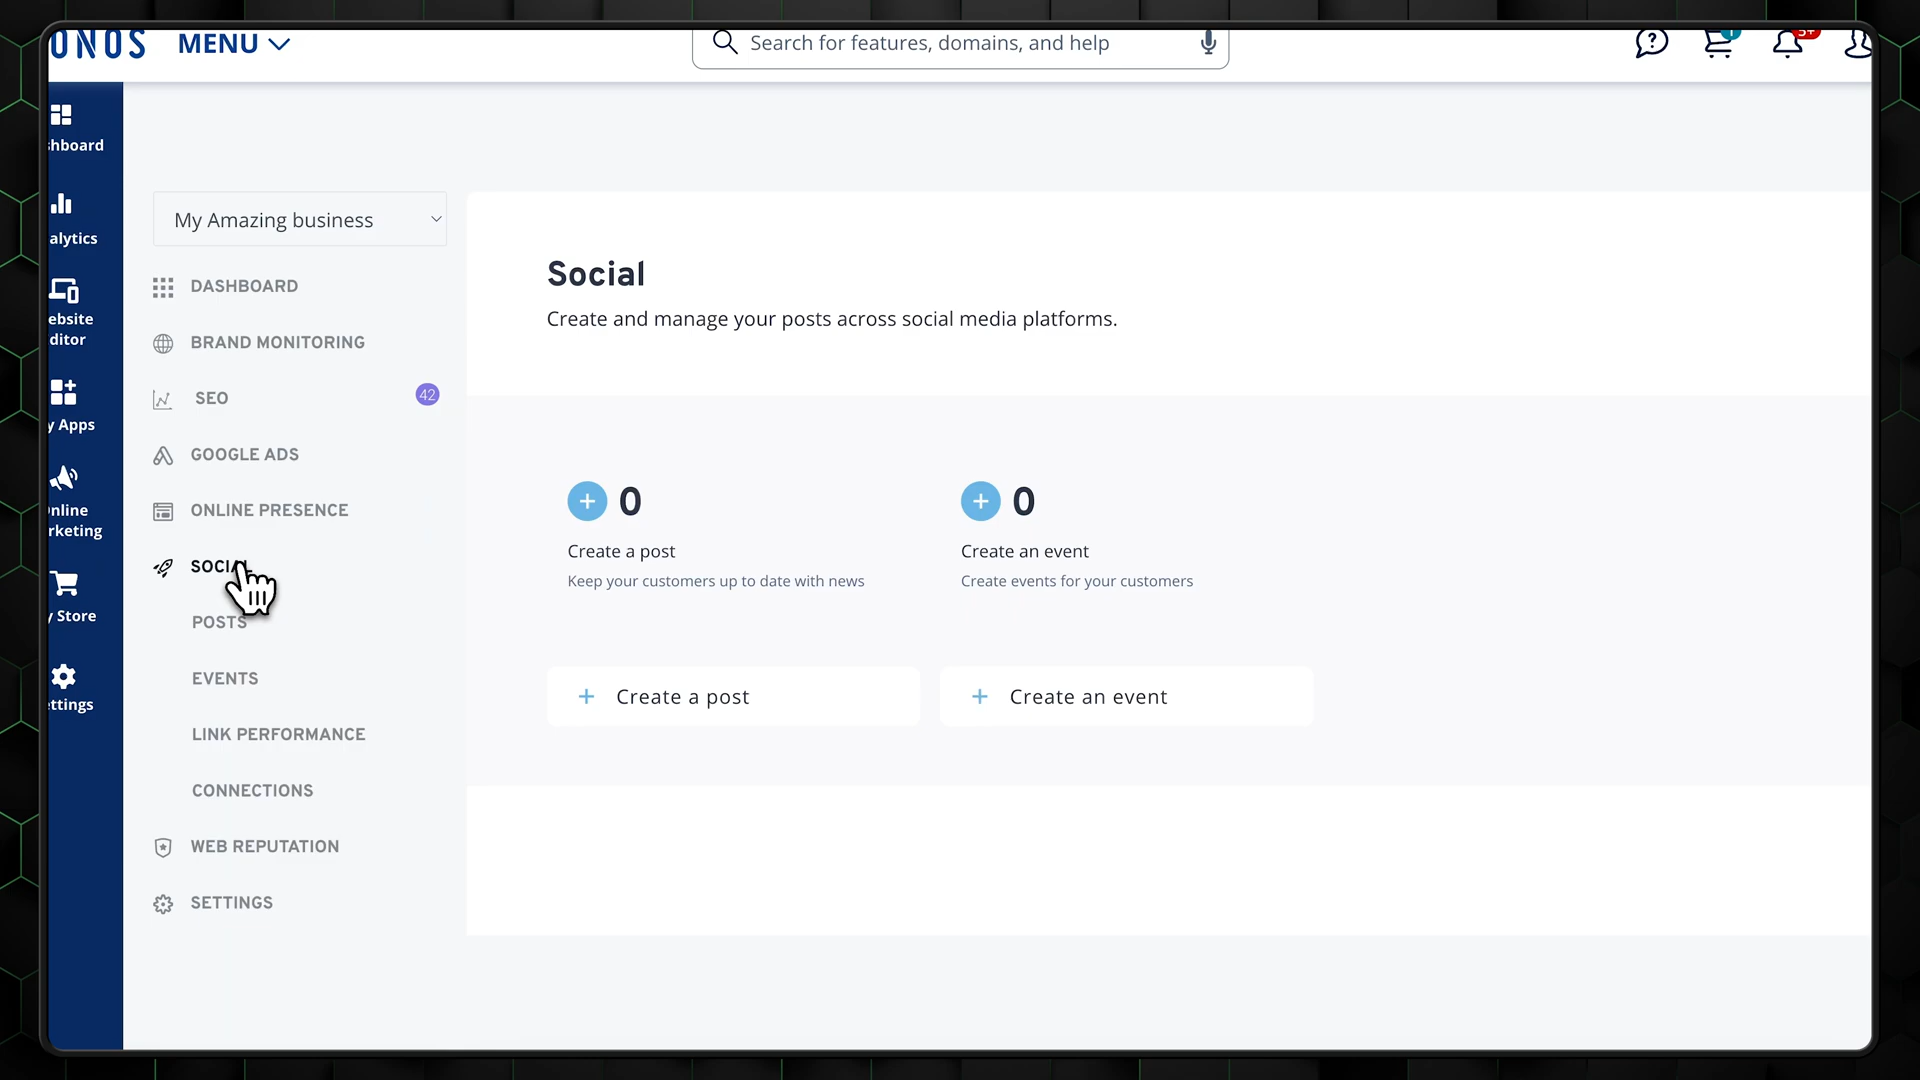 ONOS
MENU
Search for features, domains, and help
1
5+
hboard
alytics
ebsite
ditor
y Apps
nline
rketing
y Store
ttings
My Amazing business
DASHBOARD
BRAND MONITORING
SEO
42
GOOGLE ADS
ONLINE PRESENCE
SOCIAL
POSTS
EVENTS
LINK PERFORMANCE
CONNECTIONS
WEB REPUTATION
SETTINGS
Social
Create and manage your posts across social media platforms.
+ 0
Create a post
Keep your customers up to date with news
+ 0
Create an event
Create events for your customers
+ Create a post
+ Create an event